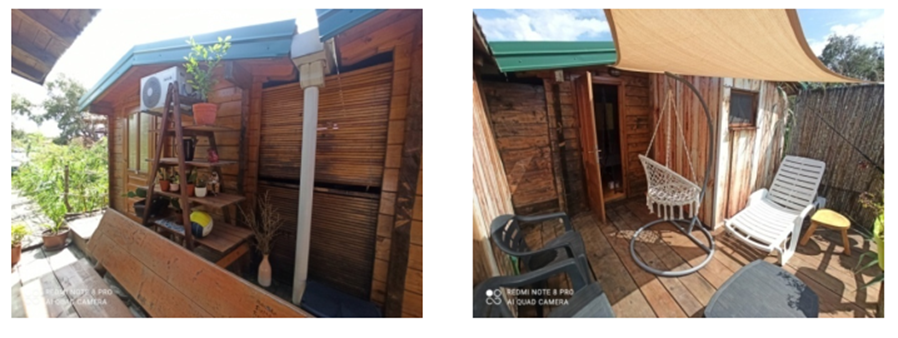 REDMI NOTE 8 PRO
AI QUAD CAMERA
REDMI NOTE 8 PRO
AI QUAD CAMERA